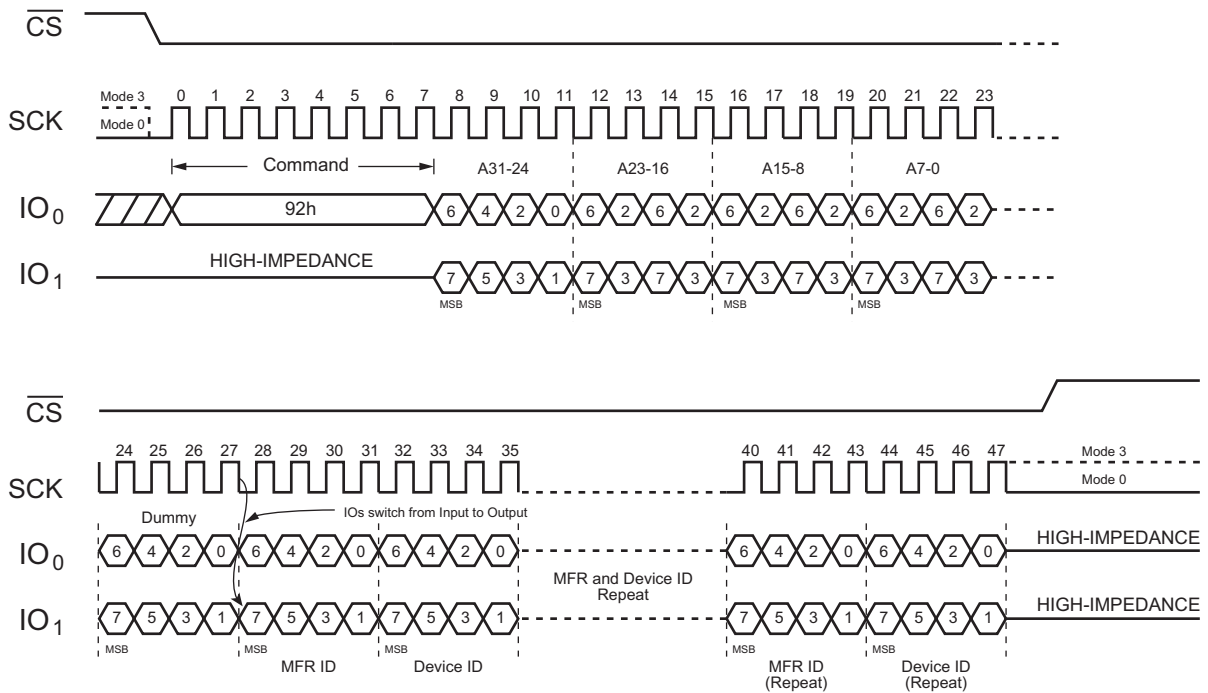 CS
Mode 3
0 1 2 3 4 5 6 7 8 9 10 11 12 13 14 15 16 17 18 19 20 21 22 23
SCK
Mode 0
Command A31-24 A23-16 A15-8 A7-0
IO0 92h 6 4 2 0 6 2 6 2 6 2 6 2 6 2 6 2
HIGH-IMPEDANCE
IO1 7 5 3 1 7 3 7 3 7 3 7 3 7 3 7 3
MSB MSB MSB MSB
CS
24 25 26 27 28 29 30 31 32 33 34 35 40 41 42 43 44 45 46 47 Mode 3
SCK Mode 0
Dummy IOs switch from Input to Output
IO0 6 4 2 0 6 4 2 0 6 4 2 0 6 4 2 0 6 4 2 0 HIGH-IMPEDANCE
MFR and Device ID
Repeat
IO1 7 5 3 1 7 5 3 1 7 5 3 1 7 5 3 1 7 5 3 1 HIGH-IMPEDANCE
MSB MSB MSB MSB MSB
MFR ID Device ID MFR ID Device ID
(Repeat) (Repeat)